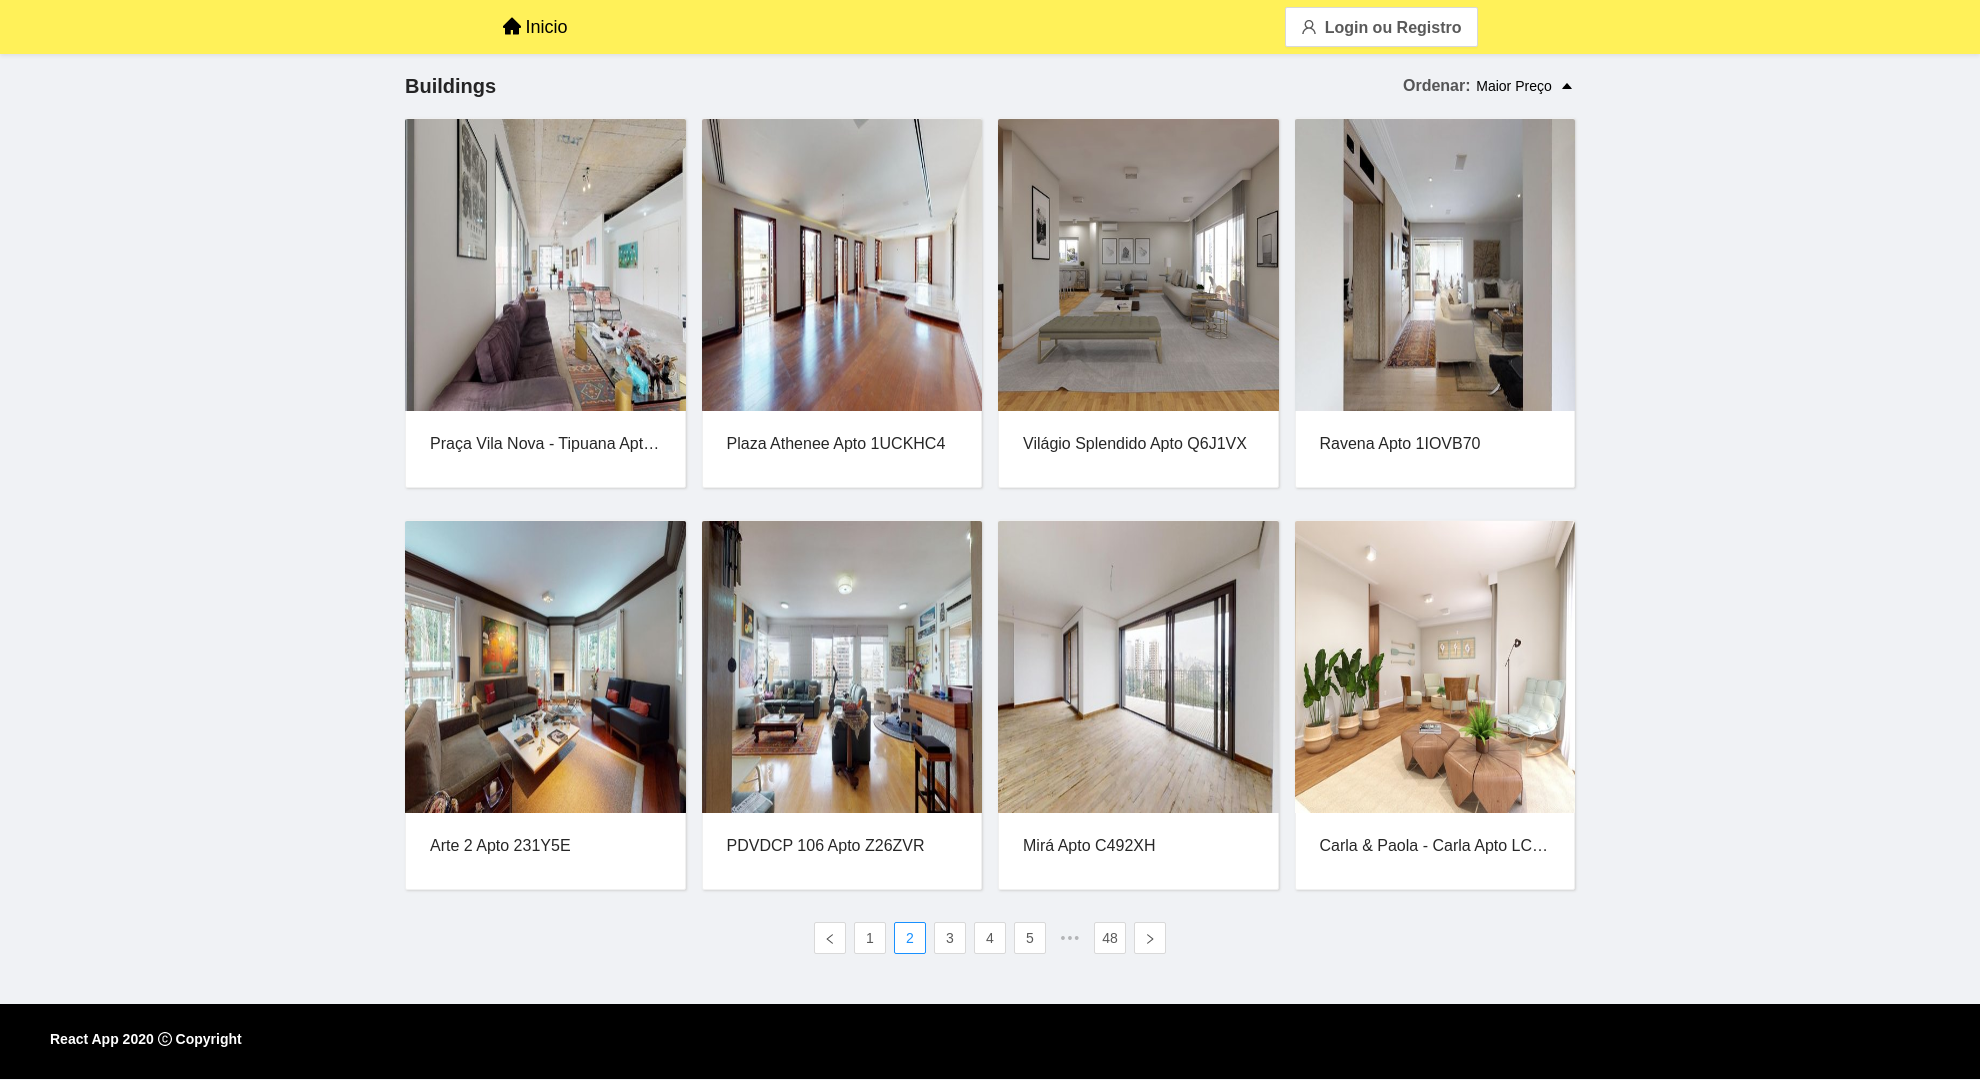 Inicio
Login ou Registro
Buildings
Ordenar: Maior Preço
Praça Vila Nova - Tipuana Apt…
Plaza Athenee Apto 1UCKHC4
Világio Splendido Apto Q6J1VX
Ravena Apto 1IOVB70
Arte 2 Apto 231Y5E
PDVDCP 106 Apto Z26ZVR
Mirá Apto C492XH
Carla & Paola - Carla Apto LC…
1 2 3 4 5 ••• 48
React App 2020 © Copyright